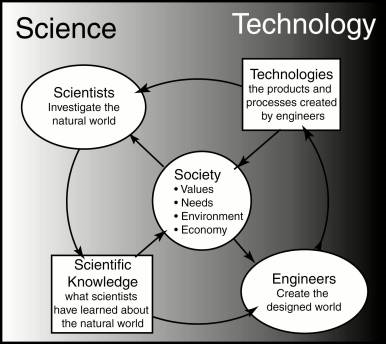 Science
Technology
Scientists
Investigate the
natural world
Technologies
the products and
processes created
by engineers
Society
• Values
• Needs
• Environment
• Economy
Scientific
Knowledge
what scientists
have learned about
the natural world
Engineers
Create the
designed world